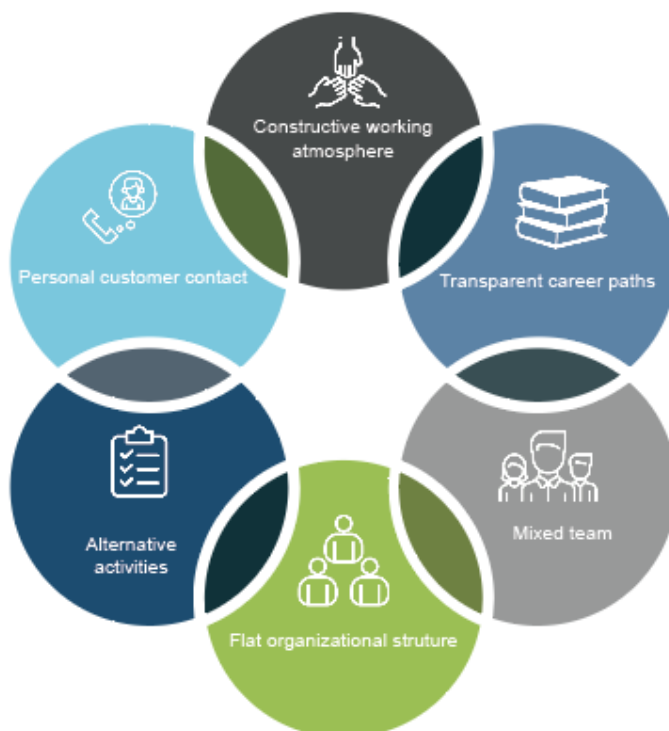 Constructive working
atmosphere
Personal customer contact
Transparent career paths
Alternative
activities
Mixed team
Flat organizational struture